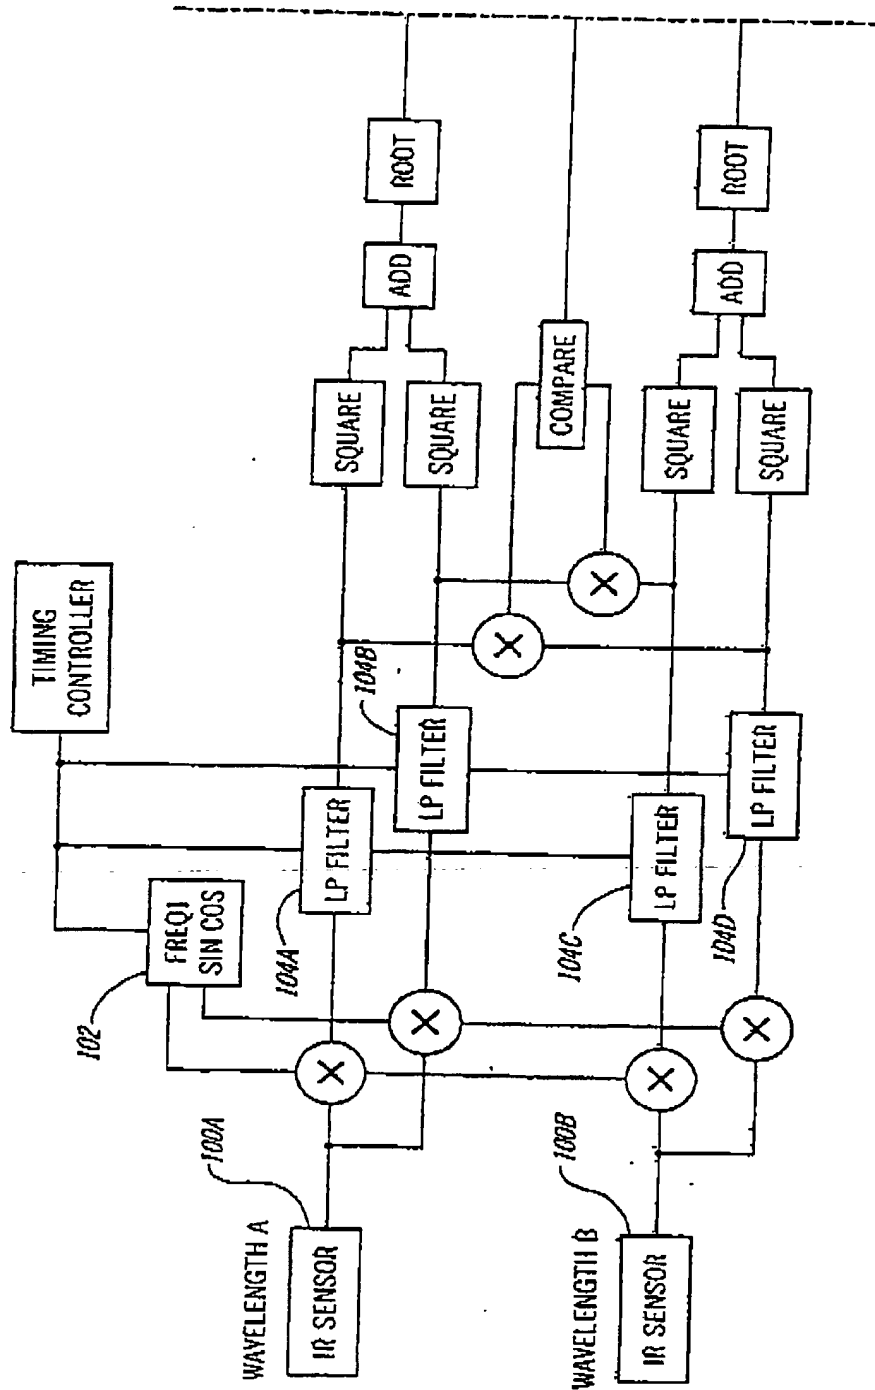 TIMING
CONTROLLER
102
FREQ1
SIN COS
WAVELENGTH A
100A
IR SENSOR
X
X
104A
LP FILTER
104B
LP FILTER
SQUARE
SQUARE
ADD
ROOT
X
X
COMPARE
WAVELENGTH B
100B
IR SENSOR
X
X
104C
LP FILTER
104D
LP FILTER
SQUARE
SQUARE
ADD
ROOT